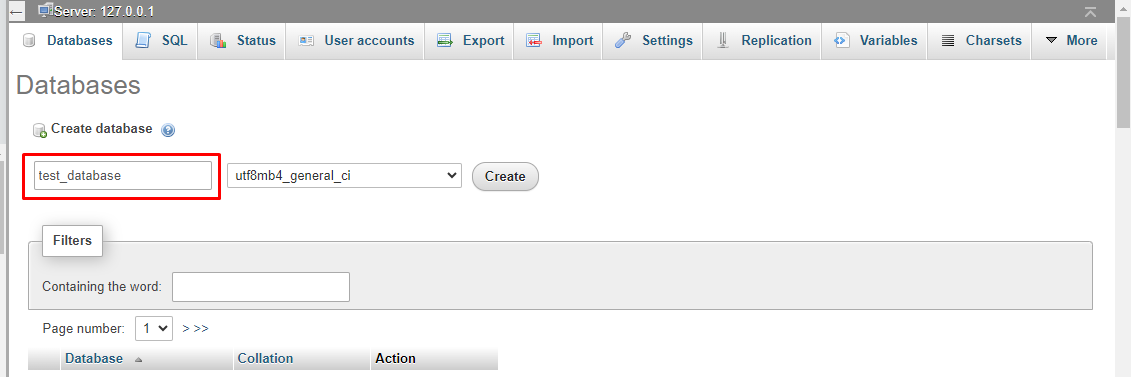 Server: 127.0.0.1
Databases SQL Status User accounts Export Import Settings Replication Variables Charsets More
Databases
Create database
test_database utf8mb4_general_ci Create
Filters
Containing the word:
Page number: 1 > >>
Database Collation Action